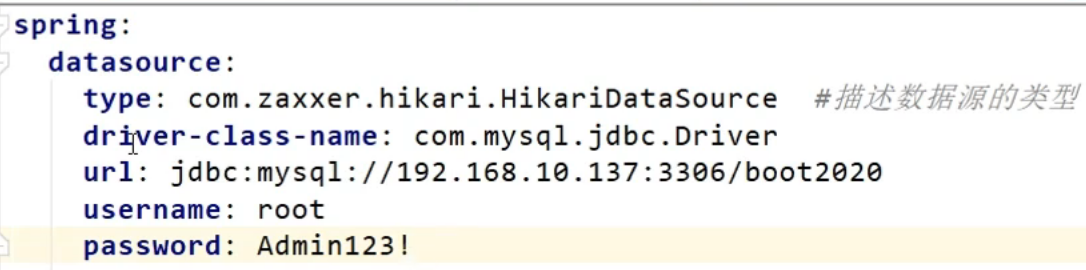 spring:
  datasource:
    type: com.zaxxer.hikari.HikariDataSource  #描述数据源的类型
    driver-class-name: com.mysql.jdbc.Driver
    url: jdbc:mysql://192.168.10.137:3306/boot2020
    username: root
    password: Admin123!